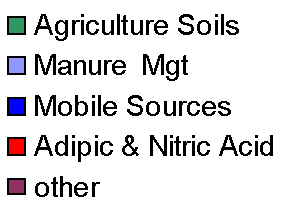 Agriculture Soils
Manure Mgt
Mobile Sources
Adipic & Nitric Acid
other